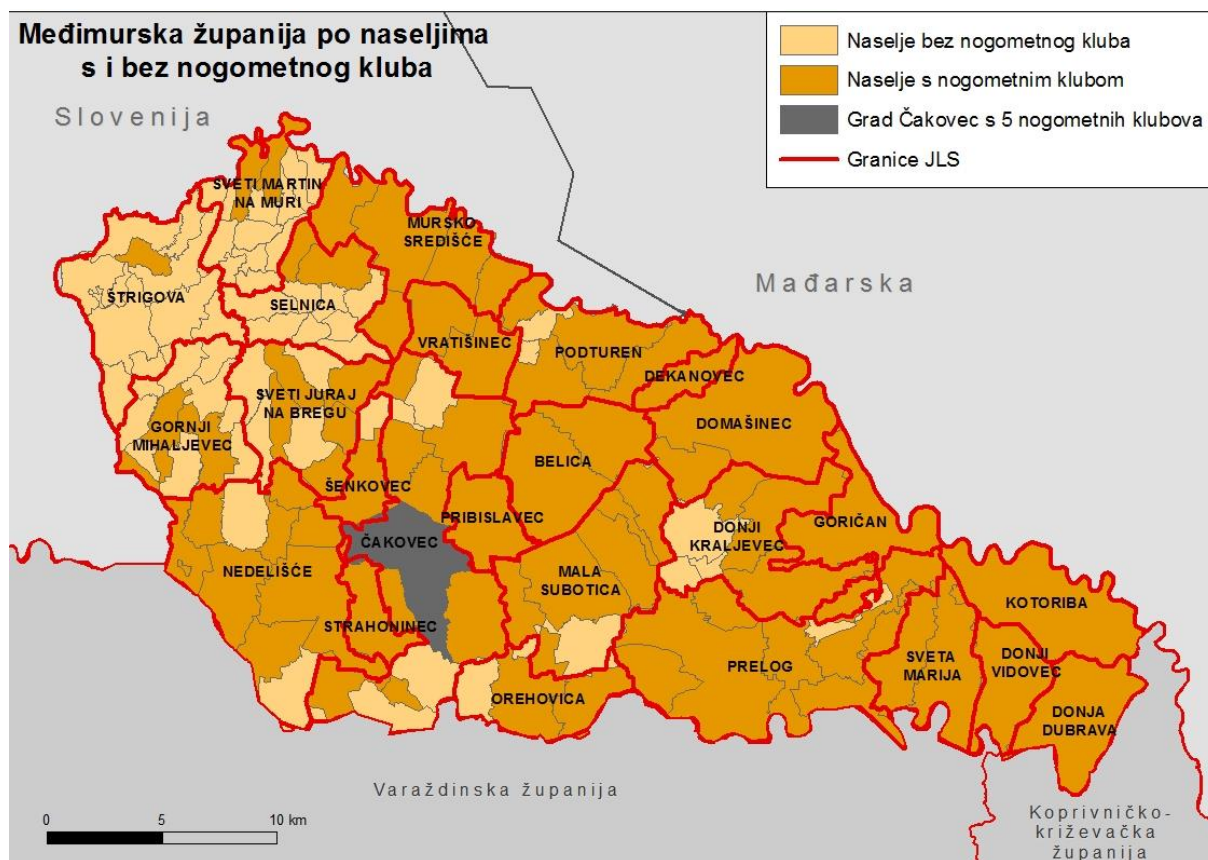 Međimurska županija po naseljima
s i bez nogometnog kluba
Naselje bez nogometnog kluba
Naselje s nogometnim klubom
Grad Čakovec s 5 nogometnih klubova
Granice JLS
Slovenija
Mađarska
SVETI MARTIN
NA MURI
MURSKO
SREDIŠĆE
ŠTRIGOVA
SELNICA
VRATIŠINEC
PODTUREN
DEKANOVEC
SVETI JURAJ
NA BREGU
GORNJI
MIHALJEVEC
DOMAŠINEC
BELICA
ŠENKOVEC
PRIBISLAVEC
DONJI
KRALJEVEC
GORIČAN
ČAKOVEC
NEDELIŠĆE
MALA
SUBOTICA
KOTORIBA
STRAHONINEC
PRELOG
SVETA
MARIJA
DONJI
VIDOVEC
OREHOVICA
DONJA
DUBRAVA
Varaždinska županija
Koprivničko-
križevačka
županija
0 5 10 km